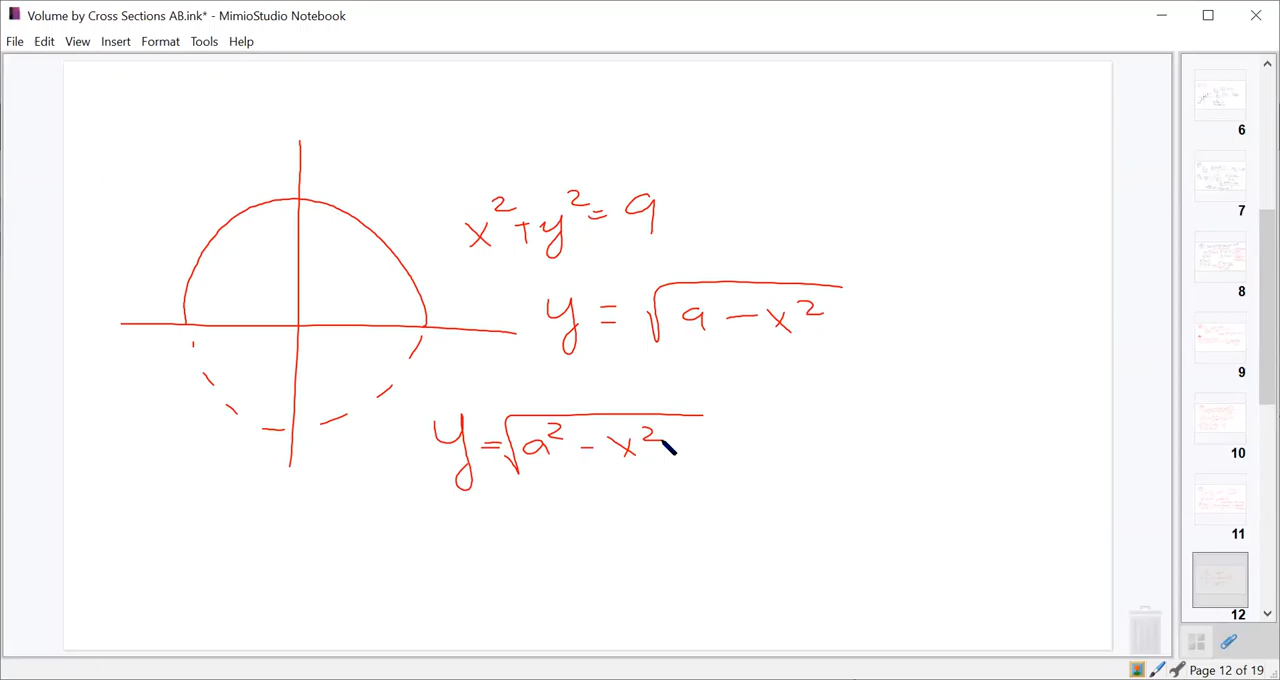 Volume by Cross Sections AB.ink* - MimioStudio Notebook
File Edit View Insert Format Tools Help
x² + y² = 9
y = √(9 - x²)
y = √(a² - x²)
6
7
8
9
10
11
12
Page 12 of 19